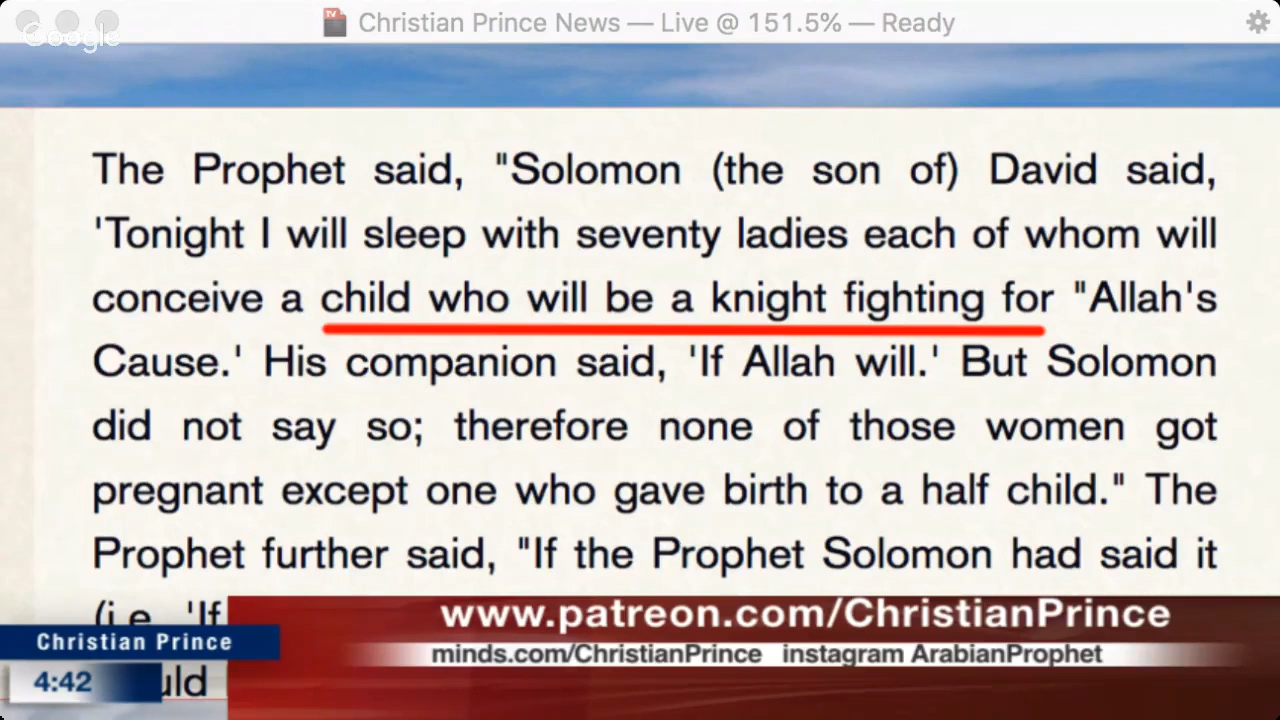 Christian Prince News — Live @ 151.5% — Ready
Google
TV
The Prophet said, "Solomon (the son of) David said,
'Tonight I will sleep with seventy ladies each of whom will
conceive a child who will be a knight fighting for "Allah's
Cause.' His companion said, 'If Allah will.' But Solomon
did not say so; therefore none of those women got
pregnant except one who gave birth to a half child." The
Prophet further said, "If the Prophet Solomon had said it
(i.e. 'If
www.patreon.com/ChristianPrince
Christian Prince
minds.com/ChristianPrince instagram ArabianProphet
4:42